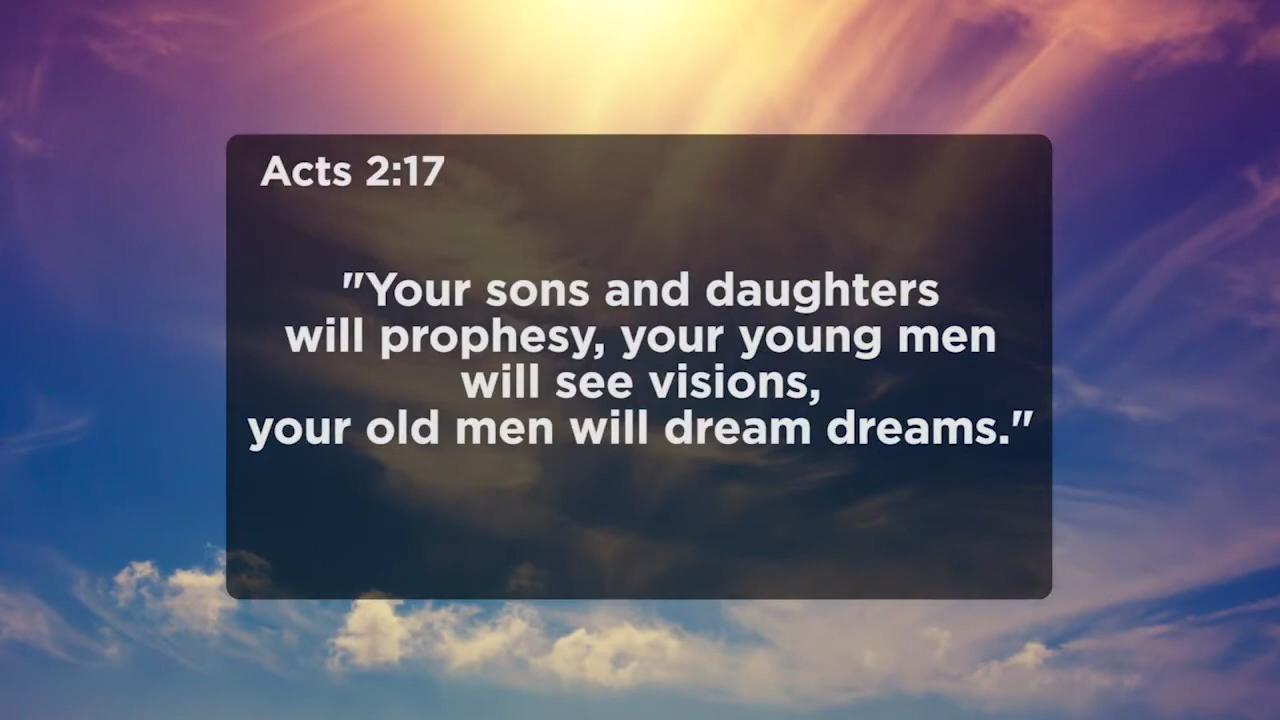 Acts 2:17
"Your sons and daughters
will prophesy, your young men
will see visions,
your old men will dream dreams."